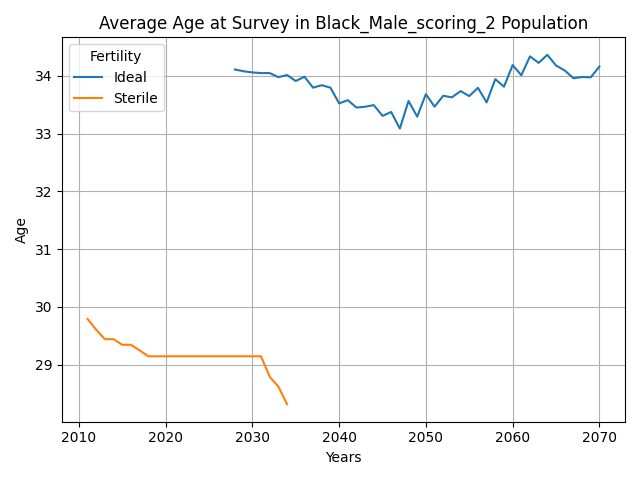 Average Age at Survey in Black_Male_scoring_2 Population
Fertility
Ideal
Sterile
34
33
32
31
30
29
Age
2010 2020 2030 2040 2050 2060 2070
Years